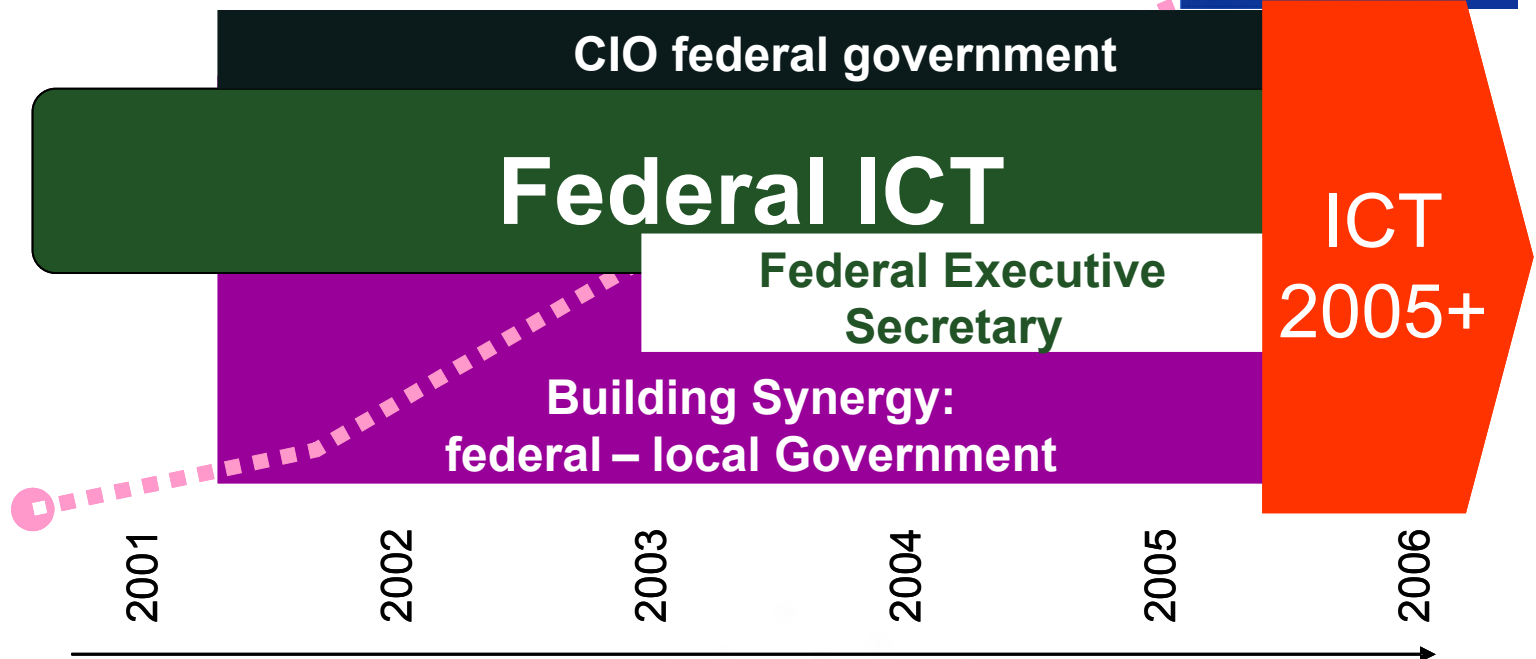 CIO federal government
Federal ICT
Federal Executive
Secretary
Building Synergy:
federal – local Government
ICT
2005+
2001
2002
2003
2004
2005
2006